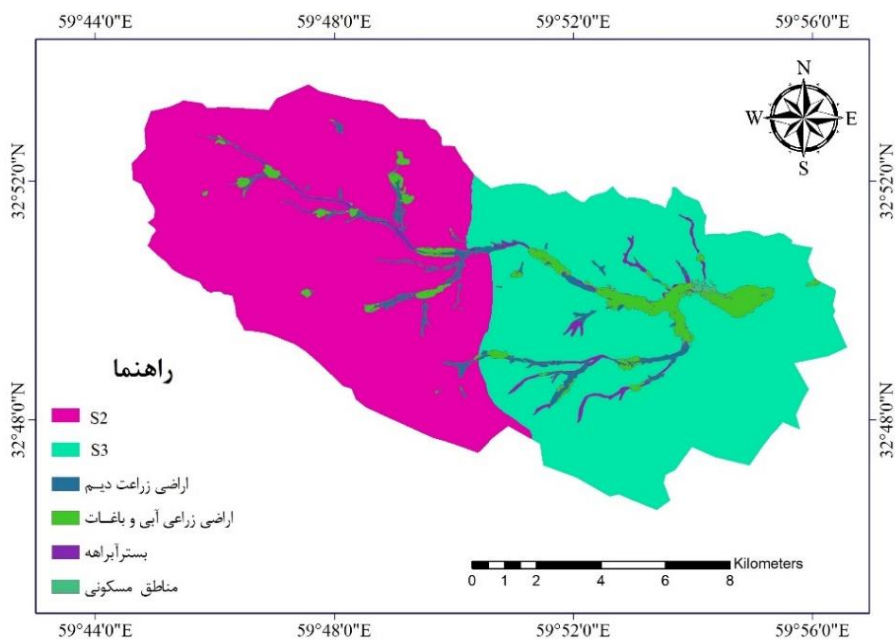 59°44'0"E 59°48'0"E 59°52'0"E 59°56'0"E
N
W E
S
32°52'0"N 32°52'0"N
راهنما
S2
32°48'0"N 32°48'0"N
S3
اراضی زراعت دیـم
اراضی زراعی آبی و باغـات
بسترآبراهه
مناطق مسکونی
Kilometers
0 1 2 4 6 8
59°44'0"E 59°48'0"E 59°52'0"E 59°56'0"E